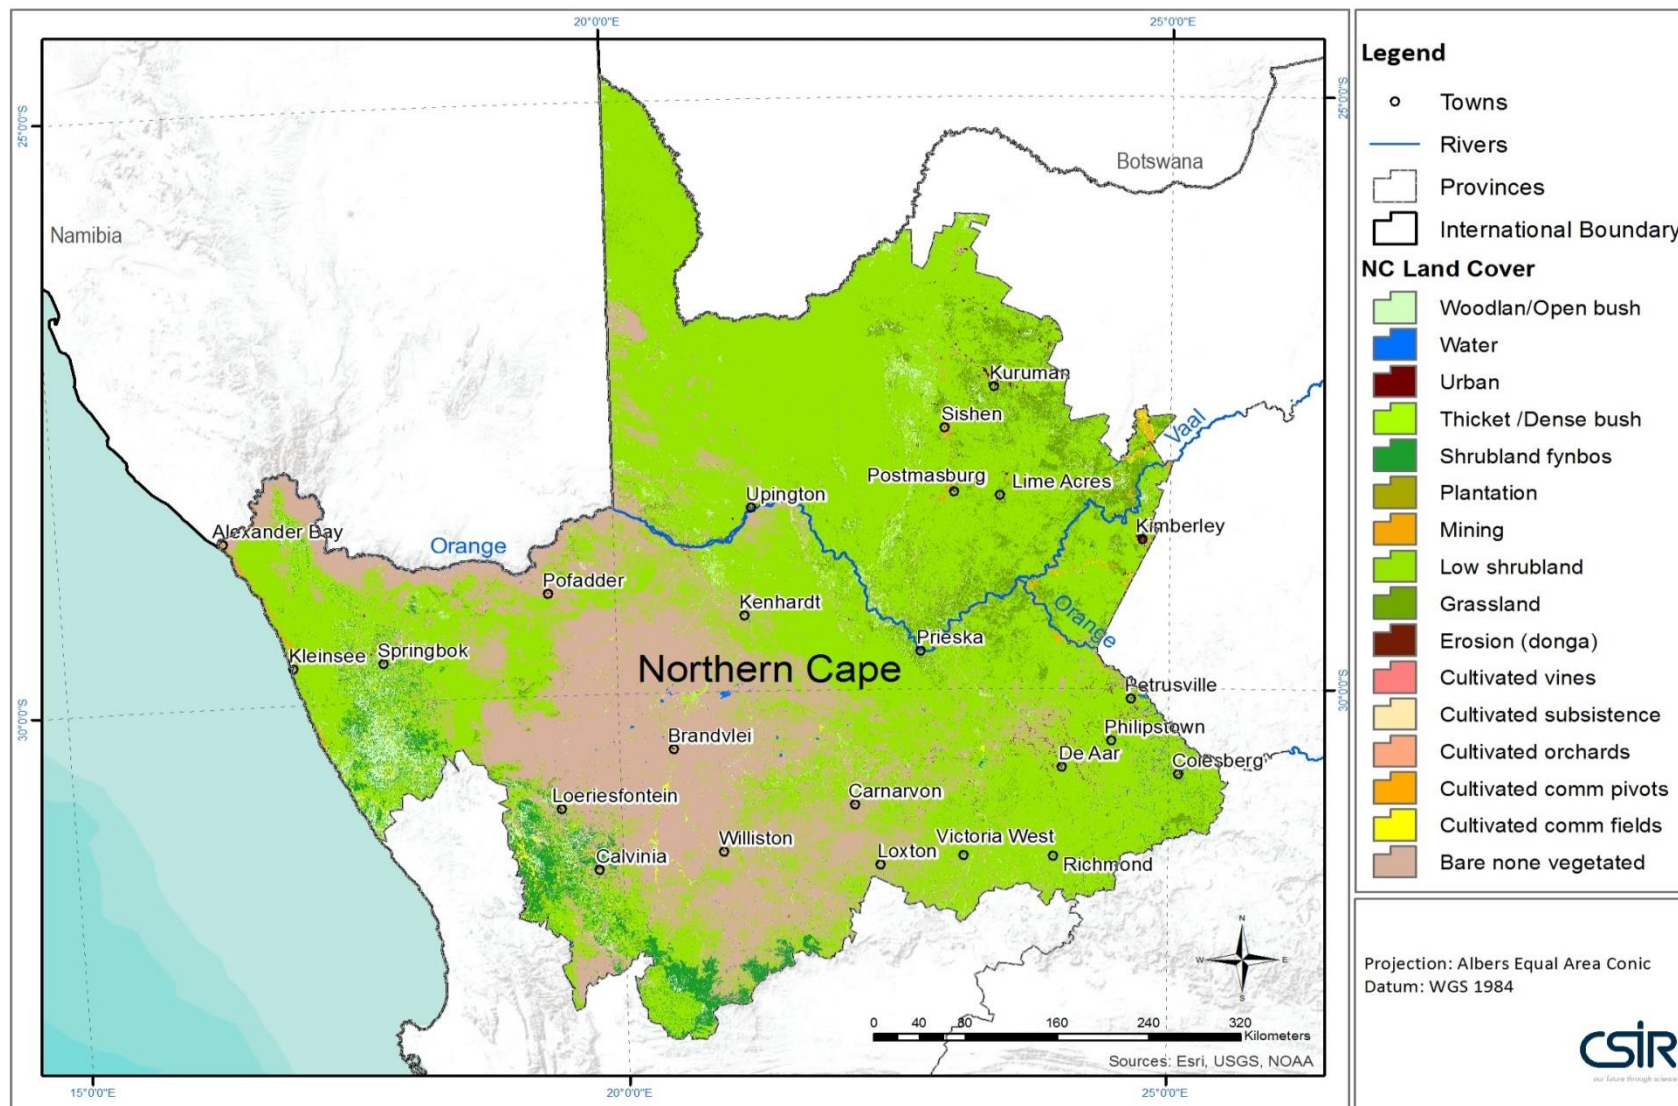 20°0'0"E
25°0'0"E
25°0'0"S
25°0'0"S
Botswana
Namibia
Kuruman
Sishen
Vaal
Postmasburg
Lime Acres
Upington
Kimberley
Alexander Bay
Orange
Pofadder
Kenhardt
Orange
Prieska
Kleinsee
Springbok
Northern Cape
Petrusville
30°0'0"S
30°0'0"S
Philipstown
Brandvlei
De Aar
Colesberg
Loeriesfontein
Carnarvon
Williston
Victoria West
Calvinia
Loxton
Richmond
N
W
E
S
0 40 80 160 240 320
Kilometers
Sources: Esri, USGS, NOAA
15°0'0"E
20°0'0"E
25°0'0"E
Legend
Towns
Rivers
Provinces
International Boundary
NC Land Cover
Woodlan/Open bush
Water
Urban
Thicket /Dense bush
Shrubland fynbos
Plantation
Mining
Low shrubland
Grassland
Erosion (donga)
Cultivated vines
Cultivated subsistence
Cultivated orchards
Cultivated comm pivots
Cultivated comm fields
Bare none vegetated
Projection: Albers Equal Area Conic
Datum: WGS 1984
CSIR
our future through science